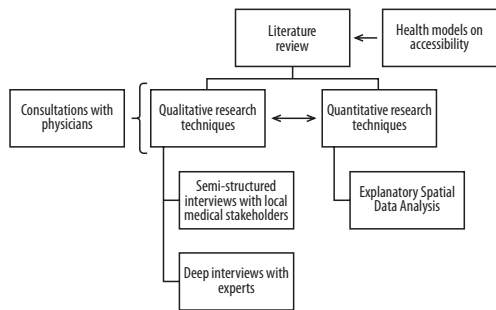 Literature
review
Health models on
accessibility
Consultations with
physicians
Qualitative research
techniques
Quantitative research
techniques
Semi-structured
interviews with local
medical stakeholders
Explanatory Spatial
Data Analysis
Deep interviews with
experts